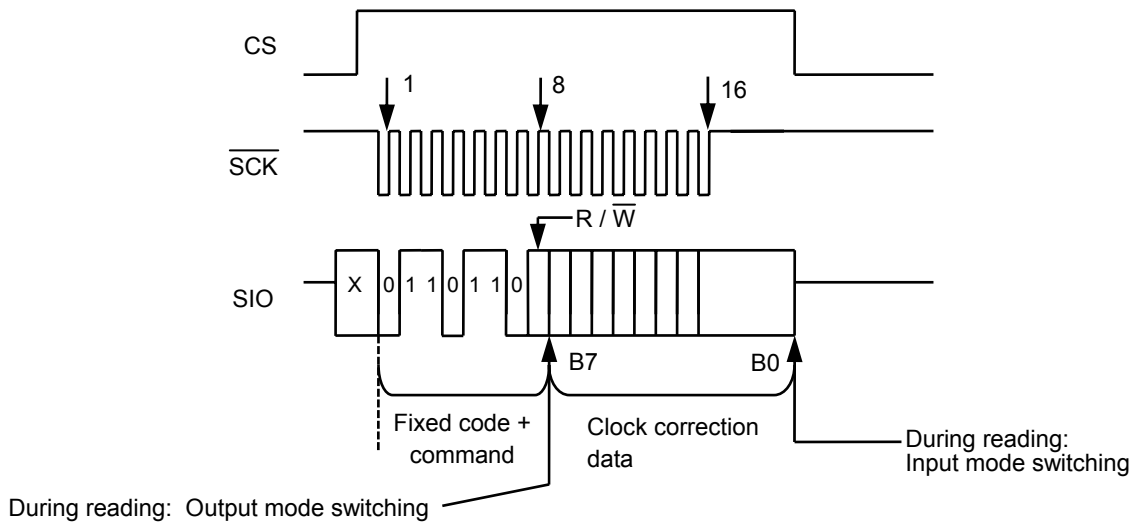 CS
1
8
16
SCK
R / W
SIO
X 0 1 1 0 1 1 0
B7
B0
Fixed code +
command
Clock correction
data
During reading:
Input mode switching
During reading: Output mode switching